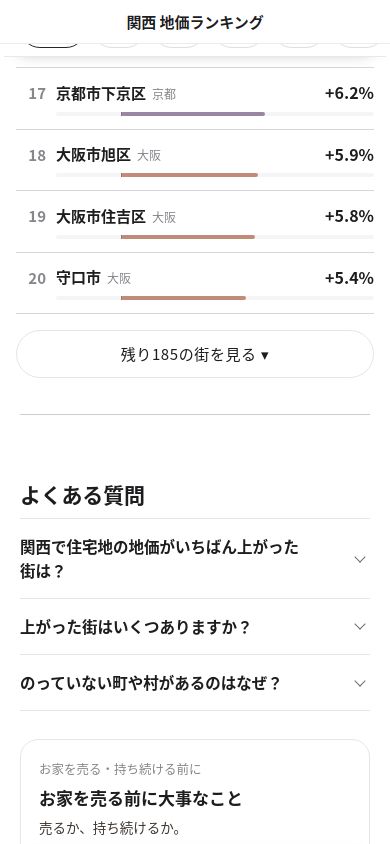 関西 地価ランキング
17 京都市下京区 京都 +6.2%
18 大阪市旭区 大阪 +5.9%
19 大阪市住吉区 大阪 +5.8%
20 守口市 大阪 +5.4%
残り185の街を見る ▾
よくある質問
関西で住宅地の地価がいちばん上がった
街は？
上がった街はいくつありますか？
のっていない町や村があるのはなぜ？
お家を売る・持ち続ける前に
お家を売る前に大事なこと
売るか、持ち続けるか。